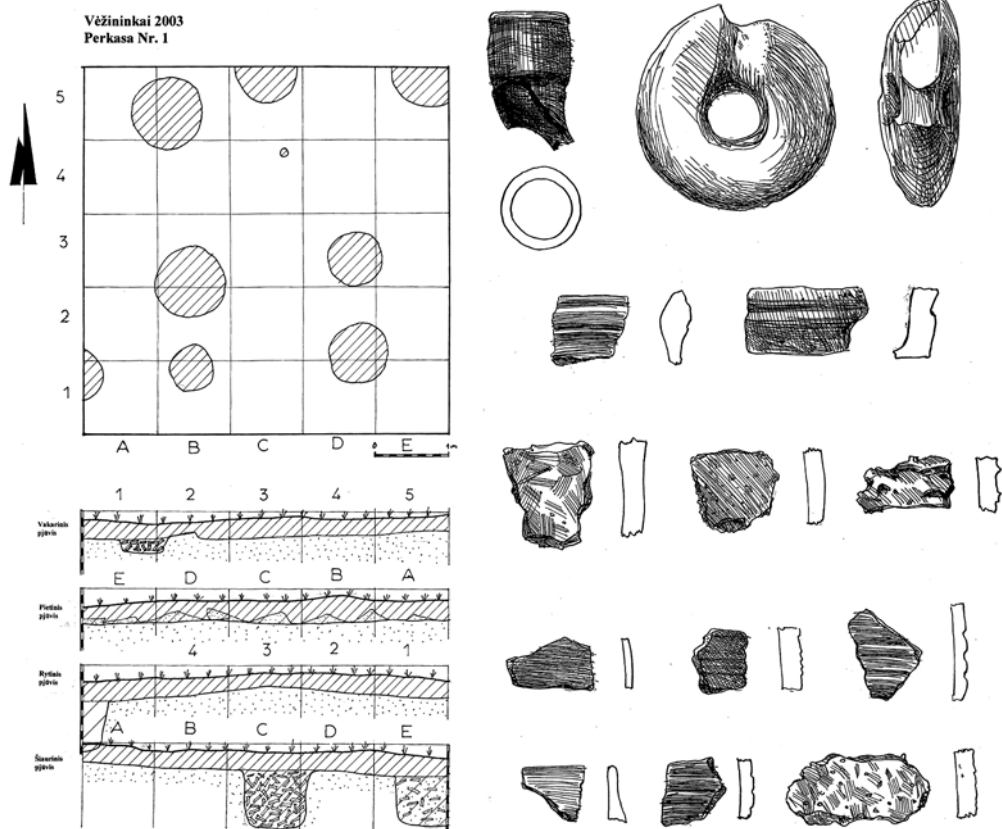 Vėžininkai 2003
Perkasa Nr. 1
5
4
3
2
1
A B C D E
0 1m
1 2 3 4 5
Vakarinis
pjūvis
E D C B A
Pietinis
pjūvis
4 3 2 1
Rytinis
pjūvis
A B C D E
Šiaurinis
pjūvis